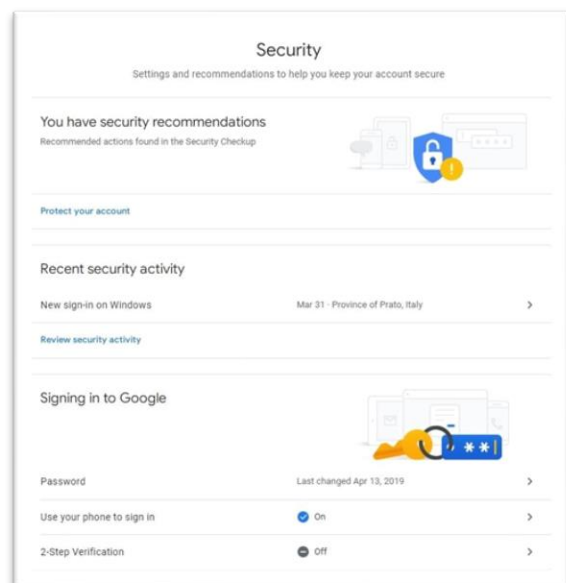 Security
Settings and recommendations to help you keep your account secure
You have security recommendations
Recommended actions found in the Security Checkup
Protect your account
Recent security activity
New sign-in on Windows Mar 31 · Province of Prato, Italy
Review security activity
Signing in to Google
Password Last changed Apr 13, 2019
Use your phone to sign in On
2-Step Verification Off